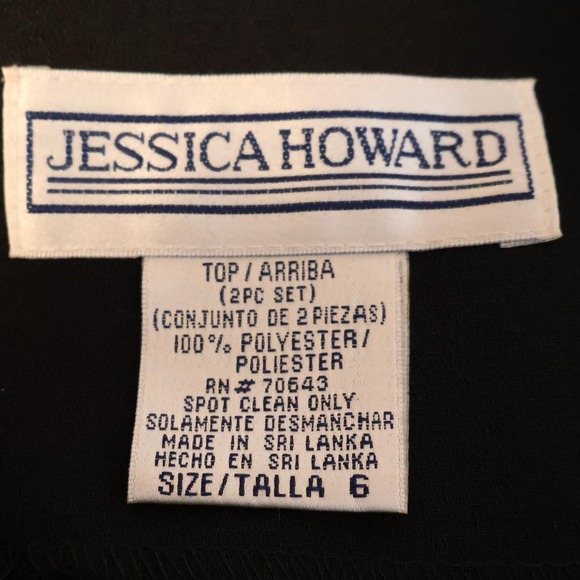 JESSICA HOWARD
TOP / ARRIBA
(2PC SET)
(CONJUNTO DE 2 PIEZAS)
100% POLYESTER/
POLIESTER
RN# 70643
SPOT CLEAN ONLY
SOLAMENTE DESMANCHAR
MADE IN SRI LANKA
HECHO EN SRI LANKA
SIZE/TALLA 6